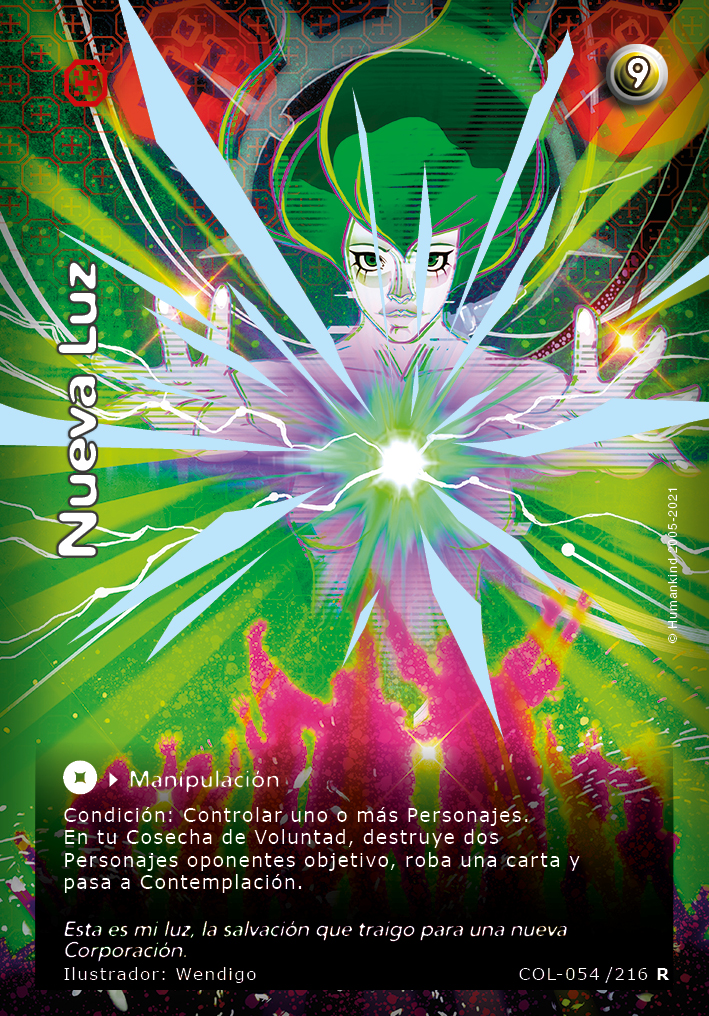 9
Nueva Luz
© Humankind 2005-2021
Manipulación
Condición: Controlar uno o más Personajes.
En tu Cosecha de Voluntad, destruye dos
Personajes oponentes objetivo, roba una carta y
pasa a Contemplación.
Esta es mi luz, la salvación que traigo para una nueva
Corporación.
Ilustrador: Wendigo
COL-054/216 R